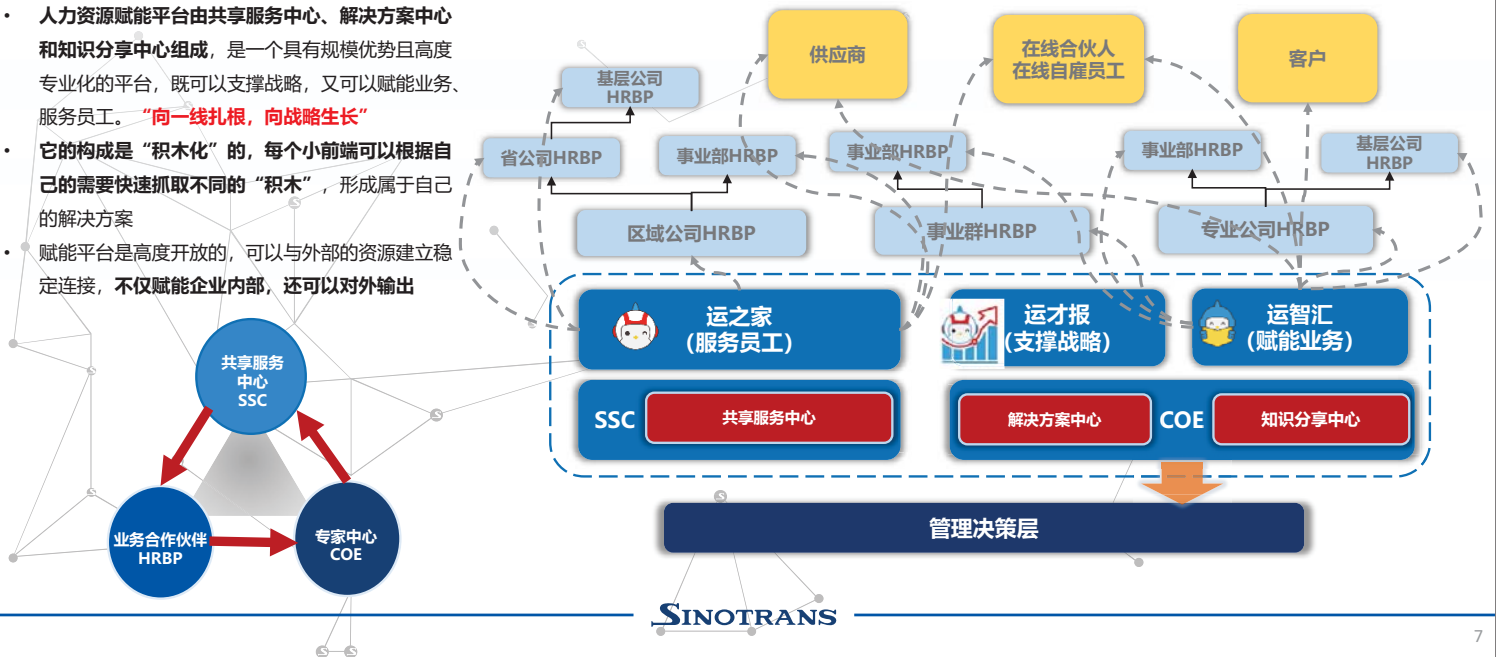 • 人力资源赋能平台由共享服务中心、解决方案中心
和知识分享中心组成，是一个具有规模优势且高度
专业化的平台，既可以支撑战略，又可以赋能业务、
服务员工。“向一线扎根，向战略生长”
• 它的构成是“积木化”的，每个小前端可以根据自
己的需要快速抓取不同的“积木”，形成属于自己
的解决方案
• 赋能平台是高度开放的，可以与外部的资源建立稳
定连接，不仅赋能企业内部，还可以对外输出
共享服务
中心
SSC
业务合作伙伴
HRBP
专家中心
COE
供应商
在线合伙人
在线自雇员工
客户
基层公司
HRBP
省公司HRBP
事业部HRBP
事业部HRBP
事业部HRBP
基层公司
HRBP
区域公司HRBP
事业群HRBP
专业公司HRBP
运之家
（服务员工）
运才报
（支撑战略）
运智汇
（赋能业务）
SSC
共享服务中心
解决方案中心
COE
知识分享中心
管理决策层
SINOTRANS
7